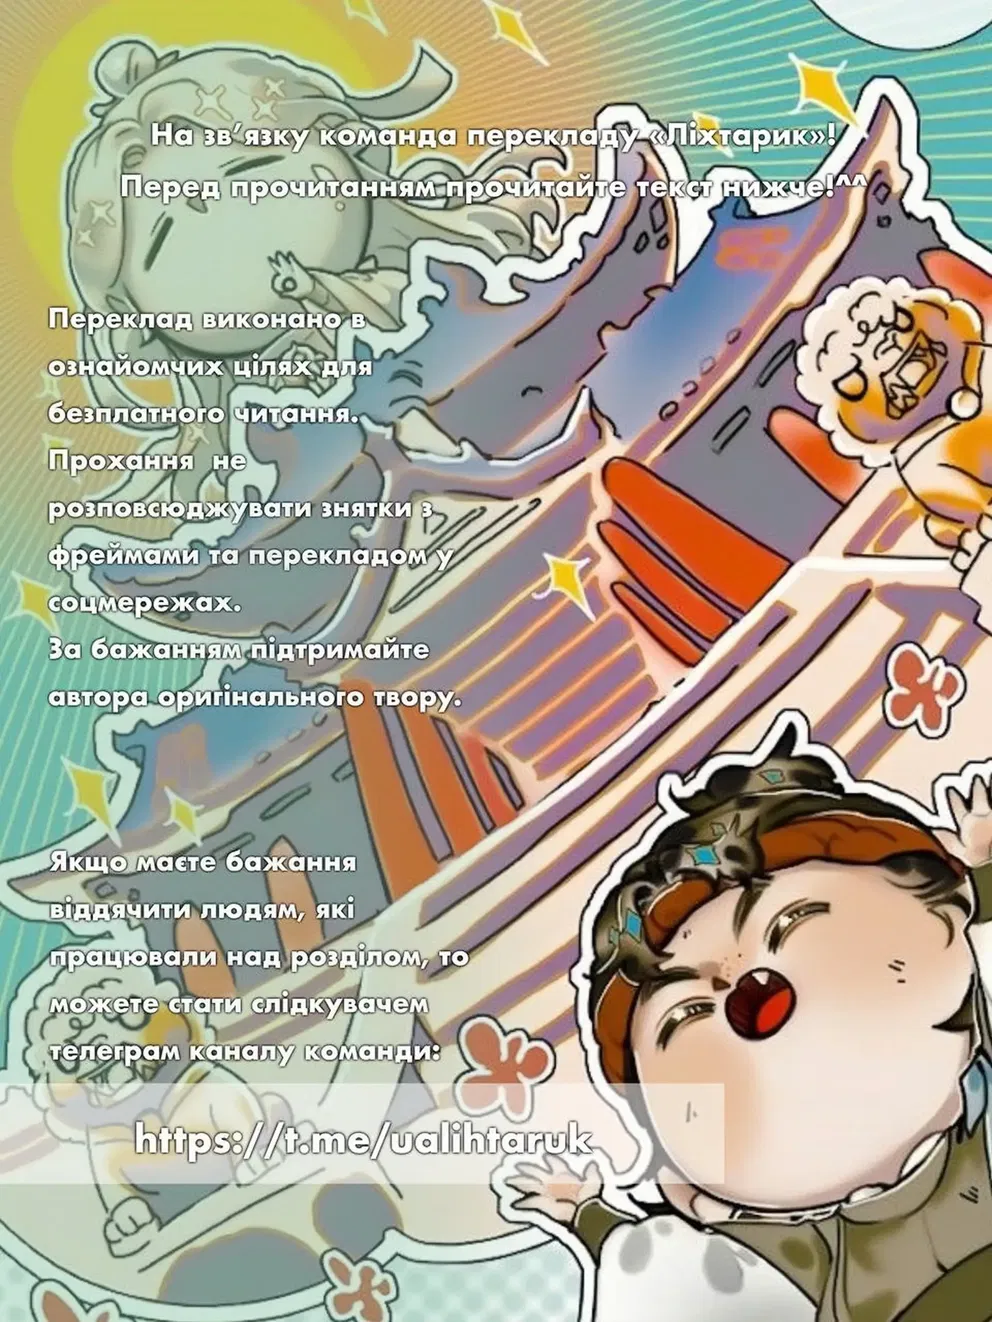 На зв’язку команда перекладу «Ліхтарик»!
Перед прочитанням прочитайте текст нижче!^^
Переклад виконано в
ознайомчих цілях для
безплатного читання.
Прохання не
розповсюджувати знятки з
фреймами та перекладом у
соцмережах.
За бажанням підтримайте
автора оригінального твору.
Якщо маєте бажання
віддячити людям, які
працювали над розділом, то
можете стати слідкувачем
телеграм каналу команди:
https://t.me/ualihtaruk